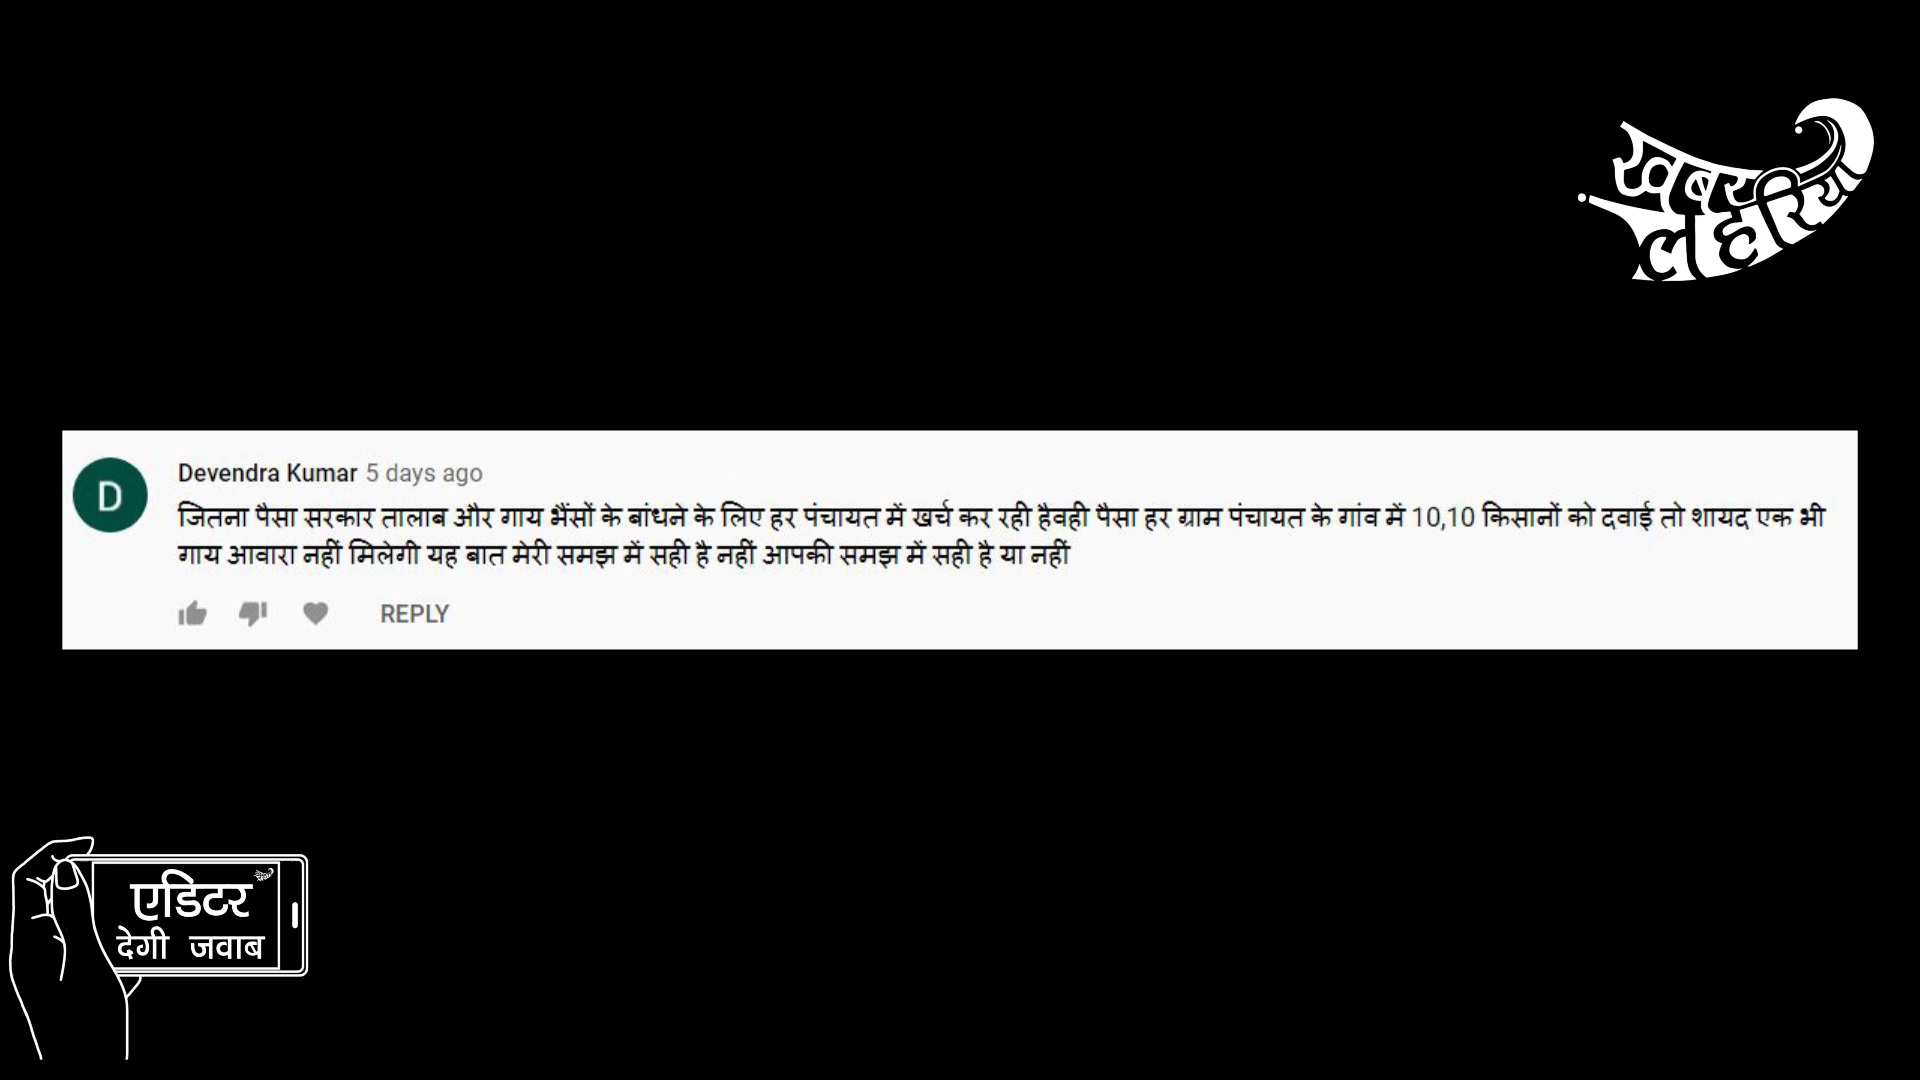 खबर
लहरिया
D
Devendra Kumar 5 days ago
जितना पैसा सरकार तालाब और गाय भैंसों के बांधने के लिए हर पंचायत में खर्च कर रही हैवही पैसा हर ग्राम पंचायत के गांव में 10,10 किसानों को दवाई तो शायद एक भी
गाय आवारा नहीं मिलेगी यह बात मेरी समझ में सही है नहीं आपकी समझ में सही है या नहीं
REPLY
एडिटर
देगी जवाब